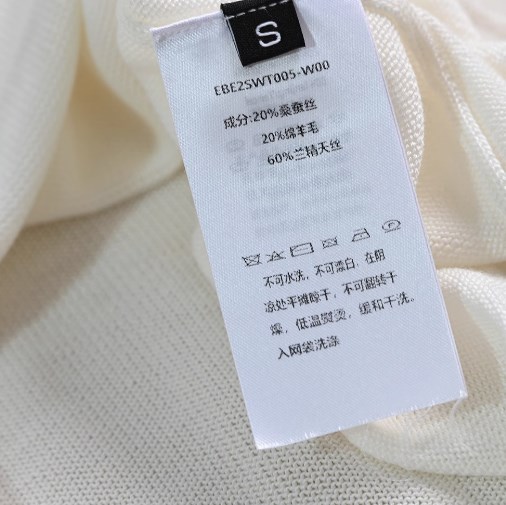 S
EBE2SWT005-W00
成分:20%桑蚕丝
20%绵羊毛
60%兰精天丝
不可水洗, 不可漂白, 在阴
凉处平摊晾干, 不可翻转干
燥, 低温熨烫, 缓和干洗。
入网袋洗涤